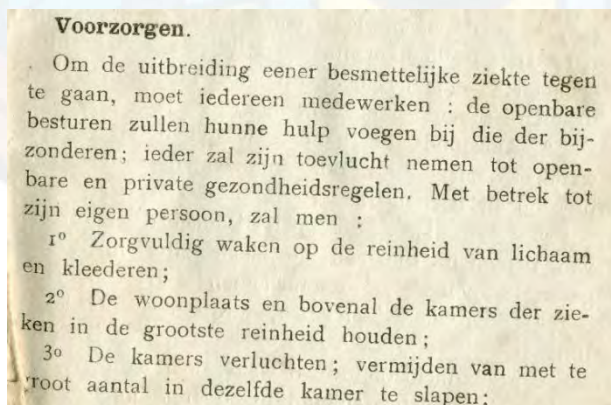 Voorzorgen.
Om de uitbreiding eener besmettelijke ziekte tegen
te gaan, moet iedereen medewerken : de openbare
besturen zullen hunne hulp voegen bij die der bij-
zonderen; ieder zal zijn toevlucht nemen tot open-
bare en private gezondheidsregelen. Met betrek tot
zijn eigen persoon, zal men :
1º Zorgvuldig waken op de reinheid van lichaam
en kleederen;
2º De woonplaats en bovenal de kamers der zie-
ken in de grootste reinheid houden;
3º De kamers verluchten; vermijden van met te
groot aantal in dezelfde kamer te slapen;